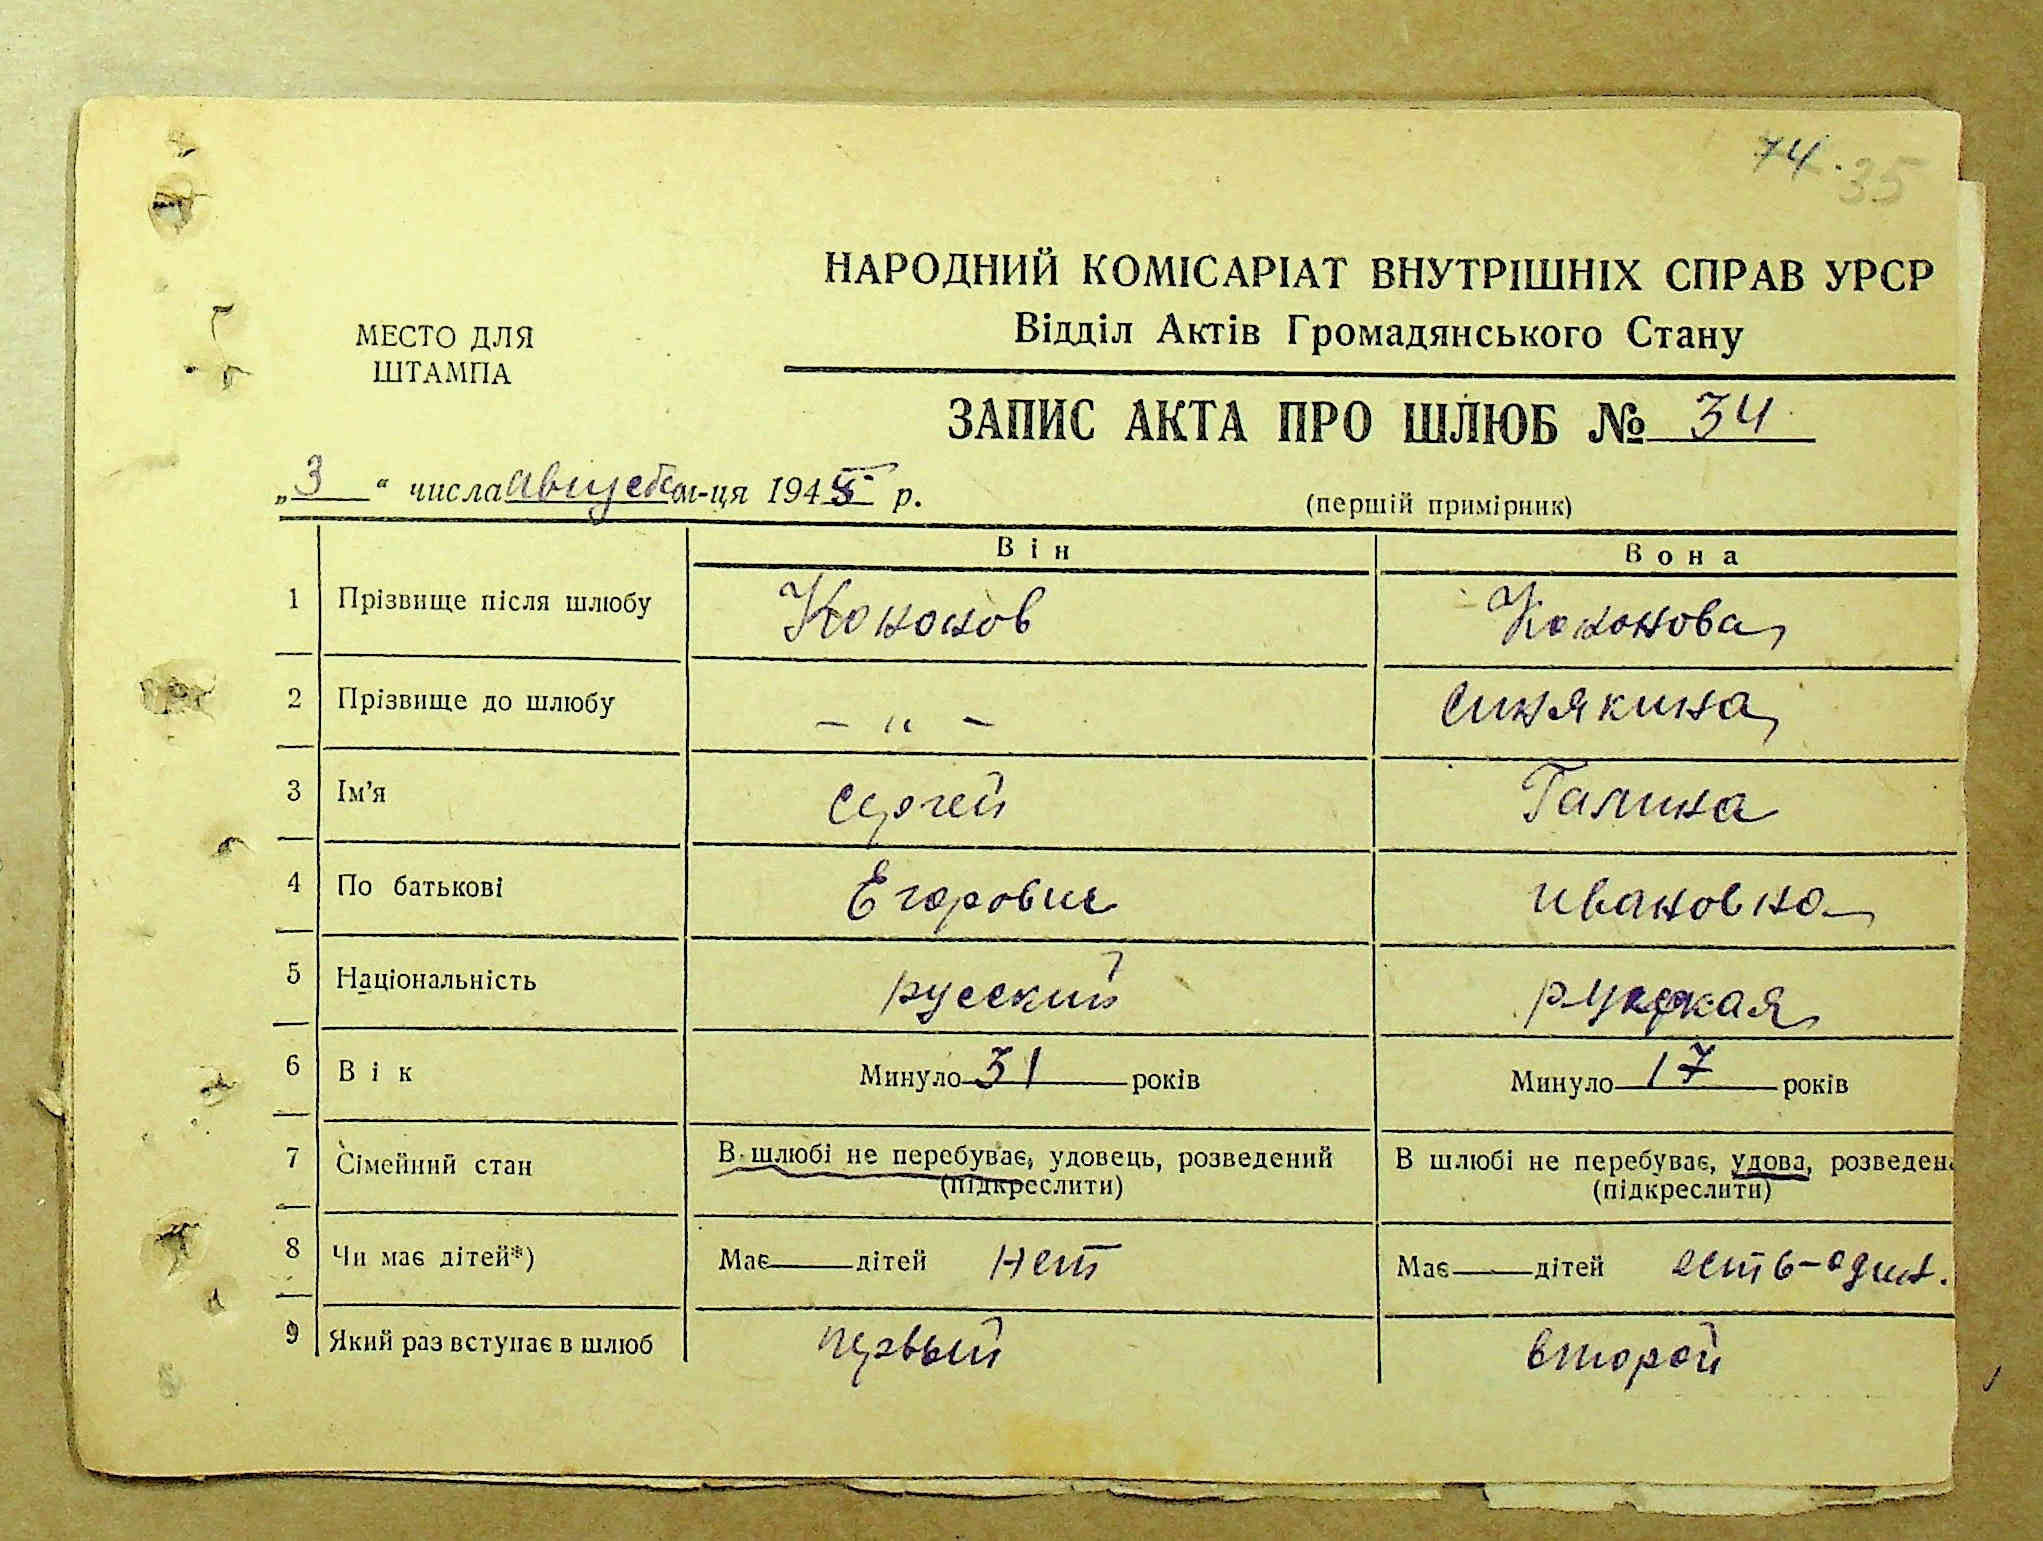 74. 35
НАРОДНИЙ КОМІСАРІАТ ВНУТРІШНІХ СПРАВ УРСР
Відділ Актів Громадянського Стану
МЕСТО ДЛЯ
ШТАМПА
ЗАПИС АКТА ПРО ШЛЮБ № 34
„3“ числа августа м-ця 1945 р.
(перший примірник)
Він Вона
1 Прізвище після шлюбу Кононов Кононова
2 Прізвище до шлюбу - „ - Синякина
3 Ім'я Сергей Галина
4 По батькові Егорович Ивановна
5 Національність русский русская
6 Вік Минуло 31 років Минуло 17 років
7 Сімейний стан В шлюбі не перебуває, удовець, розведений В шлюбі не перебуває, удова, розведен
(підкреслити) (підкреслити)
8 Чи має дітей*) Має дітей нет Має дітей есть-один.
9 Який раз вступає в шлюб первый второй